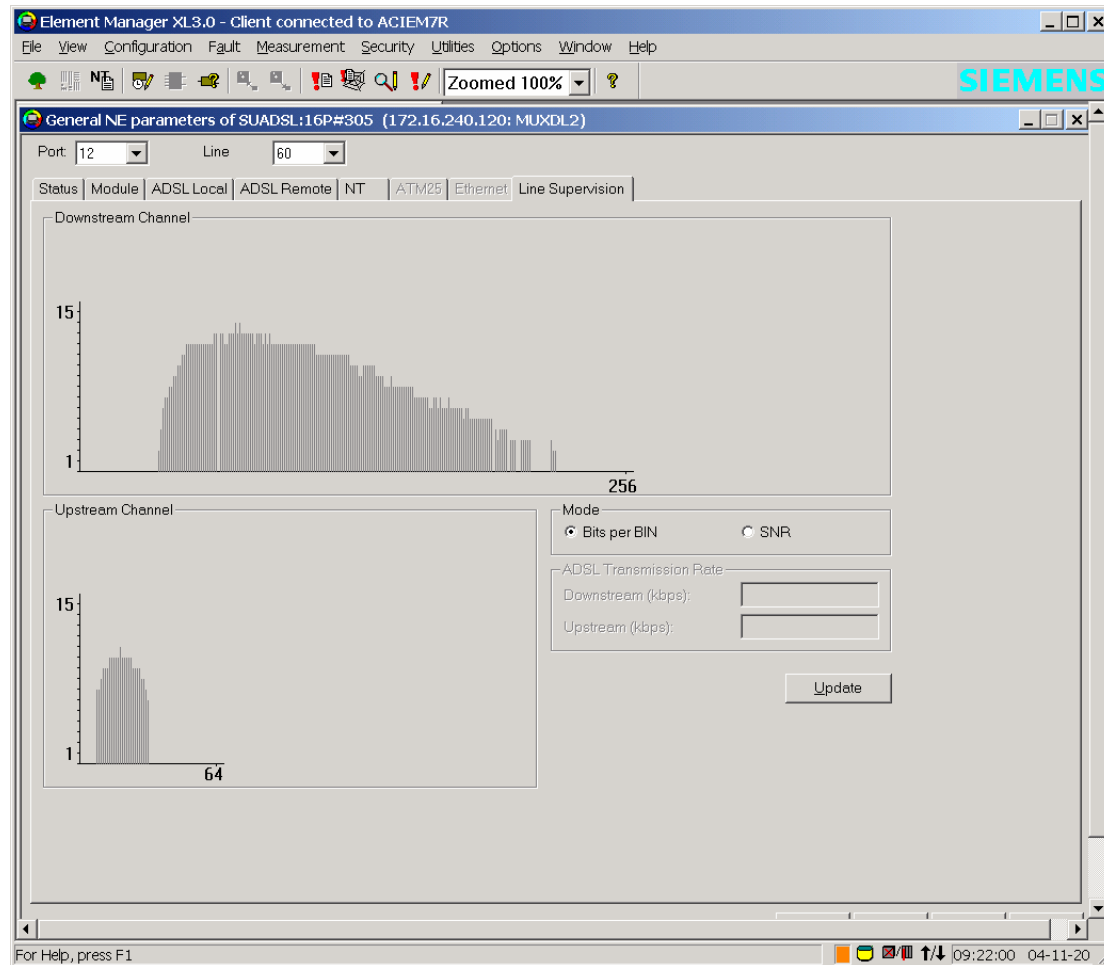 Element Manager XL3.0 - Client connected to ACIEM7R
File View Configuration Fault Measurement Security Utilities Options Window Help
NT Zoomed 100% ? SIEMENS
General NE parameters of SUADSL:16P#305 (172.16.240.120: MUXDL2)
Port 12 Line 60
Status Module ADSL Local ADSL Remote NT ATM25 Ethernet Line Supervision
Downstream Channel
15
1
256
Upstream Channel
15
1
64
Mode
Bits per BIN SNR
ADSL Transmission Rate
Downstream (kbps):
Upstream (kbps):
Update
For Help, press F1 09:22:00 04-11-20